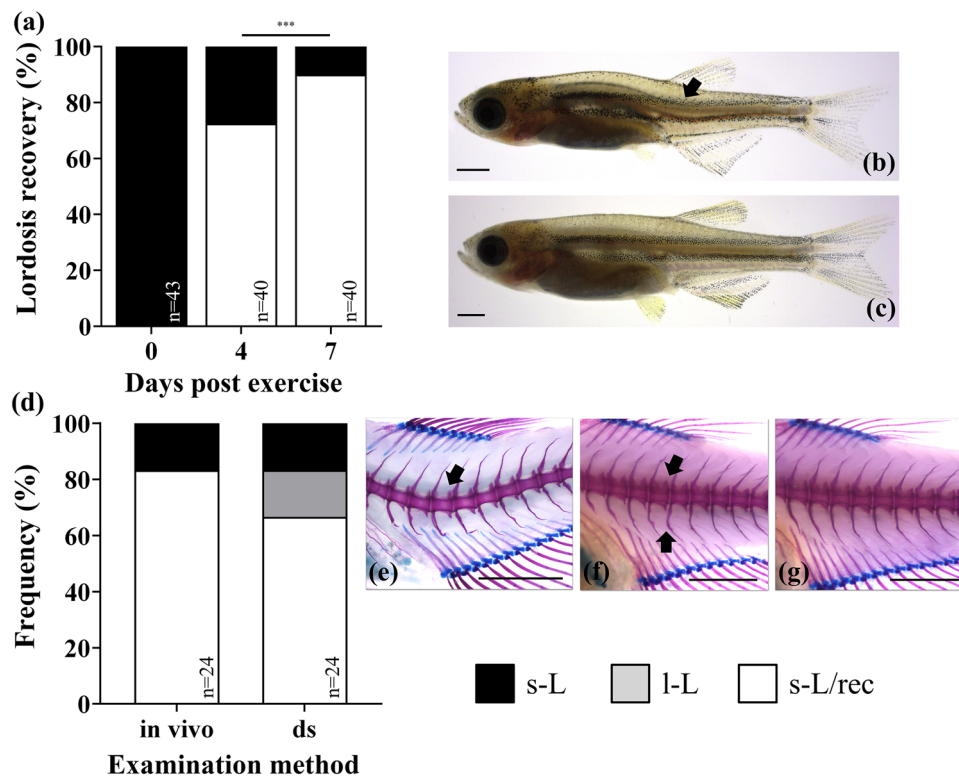 (a)
***
Lordosis recovery (%)
100
80
60
40
20
0
n=43
n=40
n=40
0 4 7
Days post exercise
(b)
(c)
(d)
Frequency (%)
100
80
60
40
20
0
n=24
n=24
in vivo ds
Examination method
(e)
(f)
(g)
s-L
l-L
s-L/rec